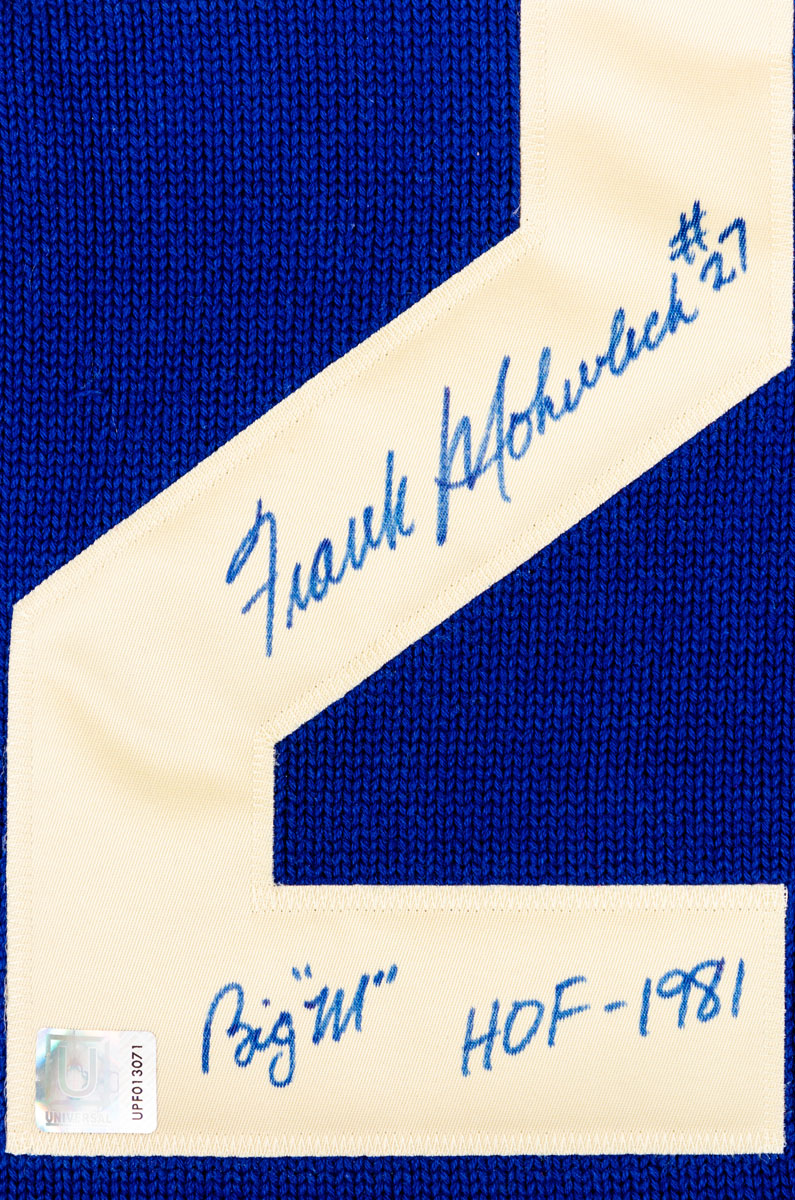 Frank Mahovlich #27
Big "M" HOF-1981
U
UNIVERSAL
UPF013071